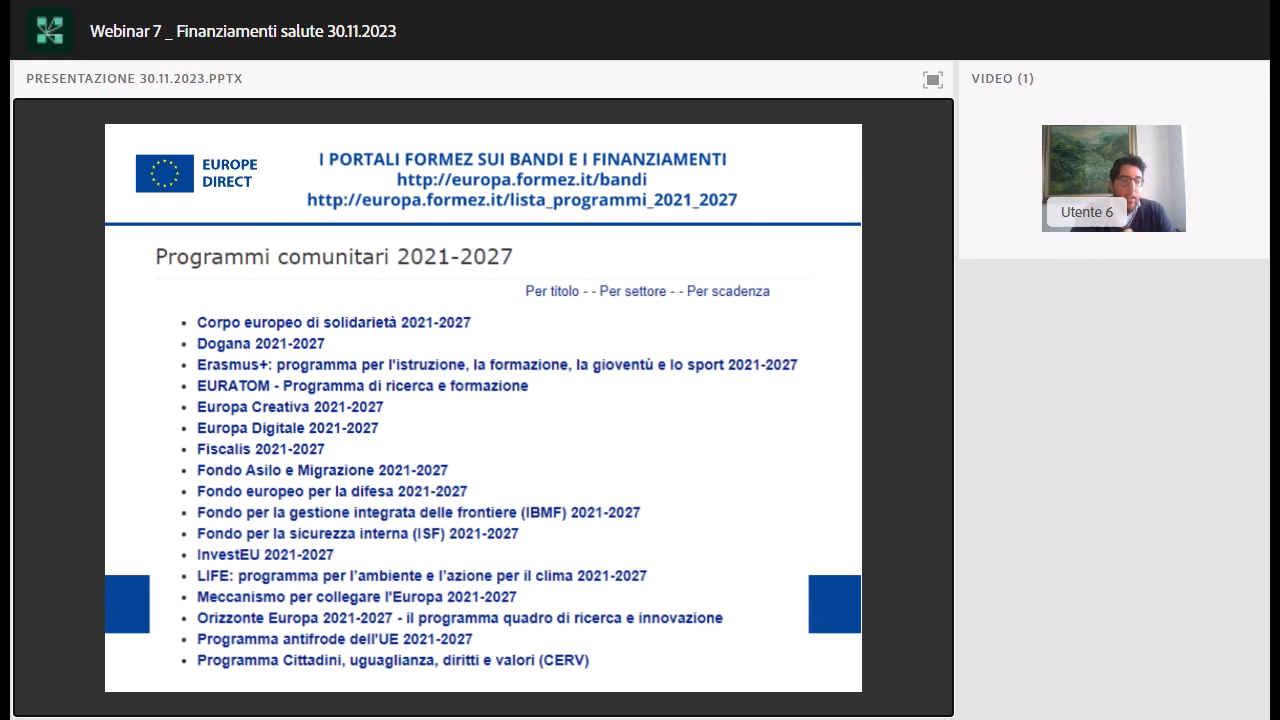 Webinar 7 _ Finanziamenti salute 30.11.2023
PRESENTAZIONE 30.11.2023.PPTX
VIDEO (1)
EUROPE
DIRECT
I PORTALI FORMEZ SUI BANDI E I FINANZIAMENTI
http://europa.formez.it/bandi
http://europa.formez.it/lista_programmi_2021_2027
Utente 6
Programmi comunitari 2021-2027
Per titolo - - Per settore - - Per scadenza
• Corpo europeo di solidarietà 2021-2027
• Dogana 2021-2027
• Erasmus+: programma per l'istruzione, la formazione, la gioventù e lo sport 2021-2027
• EURATOM - Programma di ricerca e formazione
• Europa Creativa 2021-2027
• Europa Digitale 2021-2027
• Fiscalis 2021-2027
• Fondo Asilo e Migrazione 2021-2027
• Fondo europeo per la difesa 2021-2027
• Fondo per la gestione integrata delle frontiere (IBMF) 2021-2027
• Fondo per la sicurezza interna (ISF) 2021-2027
• InvestEU 2021-2027
• LIFE: programma per l’ambiente e l’azione per il clima 2021-2027
• Meccanismo per collegare l'Europa 2021-2027
• Orizzonte Europa 2021-2027 - il programma quadro di ricerca e innovazione
• Programma antifrode dell'UE 2021-2027
• Programma Cittadini, uguaglianza, diritti e valori (CERV)